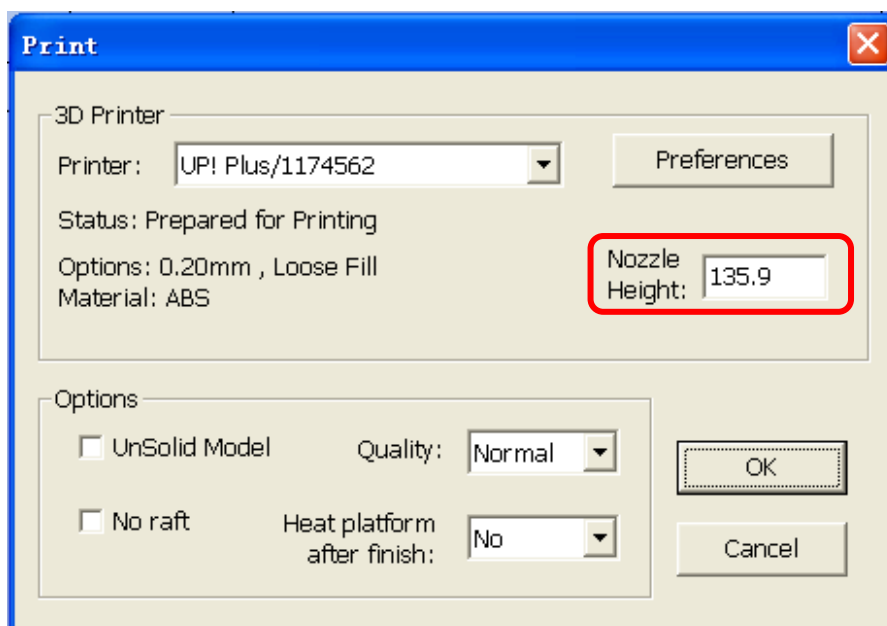 Print
3D Printer
Printer: UP! Plus/1174562 Preferences
Status: Prepared for Printing
Options: 0.20mm , Loose Fill
Material: ABS
Nozzle
Height: 135.9
Options
UnSolid Model Quality: Normal
No raft Heat platform
after finish: No
OK
Cancel